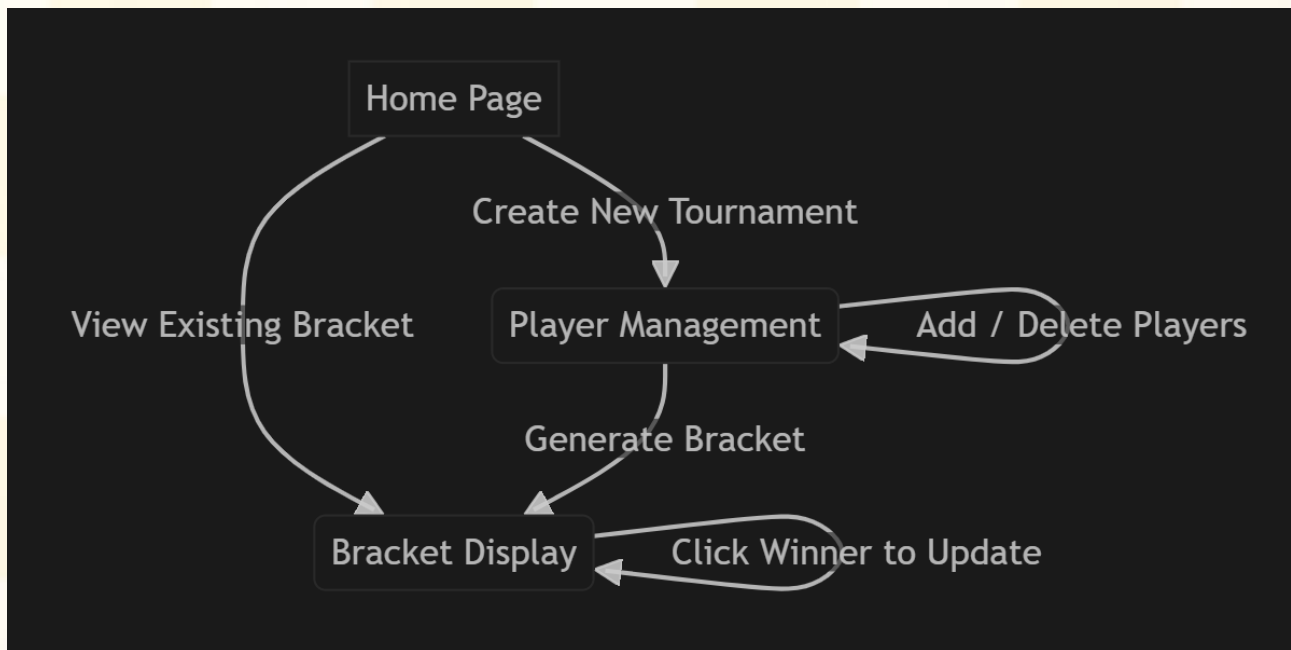 Home Page
Create New Tournament
View Existing Bracket
Player Management
Add / Delete Players
Generate Bracket
Bracket Display
Click Winner to Update